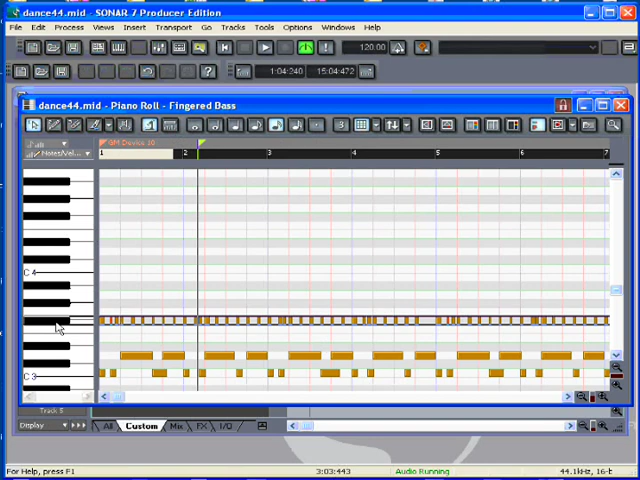 dance44.mid - SONAR 7 Producer Edition
File Edit Process Views Insert Transport Go Tracks Tools Options Windows Help
120.00
1:04:240 15:04:472
dance44.mid - Piano Roll - Fingered Bass
3
Notes/Vel...
GM Device 10
1 2 3 4 5 6 7
C 4
C 3
Track 5
Display All Custom Mix FX I/O
For Help, press F1 3:03:443 Audio Running 44.1kHz, 16-b